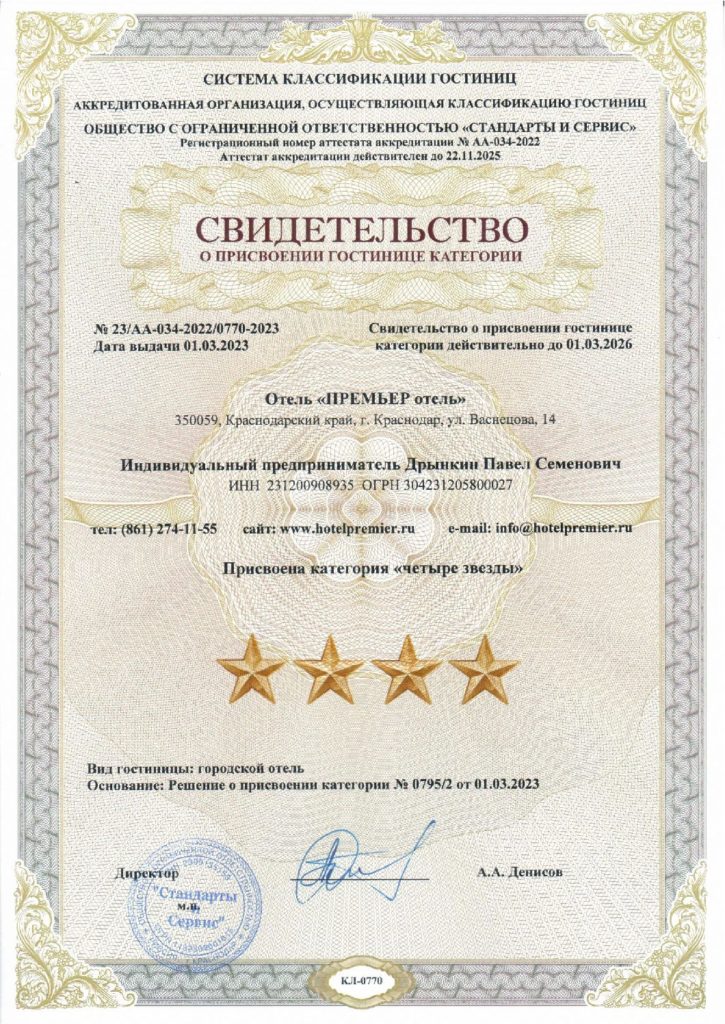 СИСТЕМА КЛАССИФИКАЦИИ ГОСТИНИЦ
АККРЕДИТОВАННАЯ ОРГАНИЗАЦИЯ, ОСУЩЕСТВЛЯЮЩАЯ КЛАССИФИКАЦИЮ ГОСТИНИЦ
ОБЩЕСТВО С ОГРАНИЧЕННОЙ ОТВЕТСТВЕННОСТЬЮ «СТАНДАРТЫ И СЕРВИС»
Регистрационный номер аттестата аккредитации № АА-034-2022
Аттестат аккредитации действителен до 22.11.2025
СВИДЕТЕЛЬСТВО
О ПРИСВОЕНИИ ГОСТИНИЦЕ КАТЕГОРИИ
№ 23/АА-034-2022/0770-2023
Дата выдачи 01.03.2023
Свидетельство о присвоении гостинице
категории действительно до 01.03.2026
Отель «ПРЕМЬЕР отель»
350059, Краснодарский край, г. Краснодар, ул. Васнецова, 14
Индивидуальный предприниматель Дрынкин Павел Семенович
ИНН 231200908935 ОГРН 304231205800027
тел: (861) 274-11-55 сайт: www.hotelpremier.ru e-mail: info@hotelpremier.ru
Присвоена категория «четыре звезды»
Вид гостиницы: городской отель
Основание: Решение о присвоении категории № 0795/2 от 01.03.2023
Директор А.А. Денисов
"Стандарты
м.п.
и
Сервис"
КЛ-0770